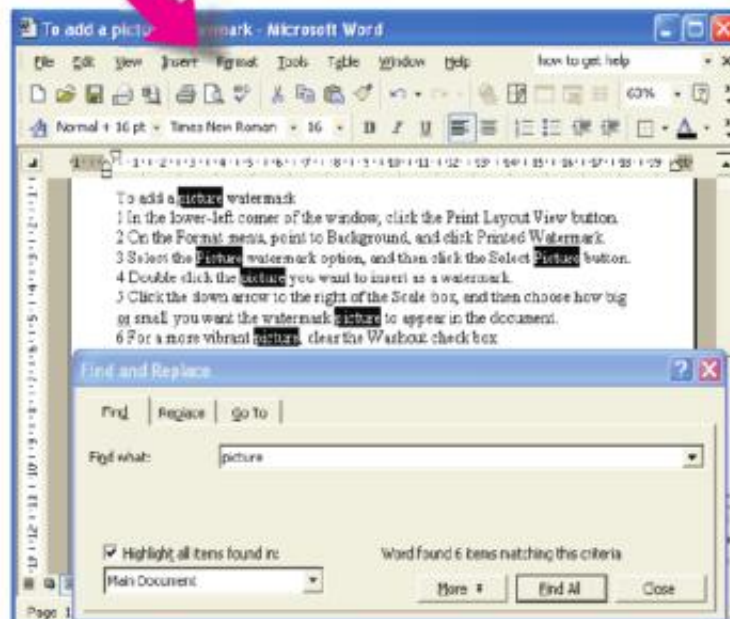 To add a pictu mark - Microsoft Word
File Edit View Insert Format Tools Table Window Help how to get help
63%
Normal + 16 pt Times New Roman 16 B I U
To add a picture watermark
1 In the lower-left corner of the window, click the Print Layout View button.
2 On the Format menu, point to Background, and click Printed Watermark.
3 Select the Picture watermark option, and then click the Select Picture button.
4 Double click the picture you want to insert as a watermark.
5 Click the down arrow to the right of the Scale box, and then choose how big
or small you want the watermark picture to appear in the document.
6 For a more vibrant picture, clear the Washout check box
Find and Replace
Find Replace Go To
Find what: picture
Highlight all items found in: Word found 6 items matching this criteria
Main Document More Find All Close
Page 1